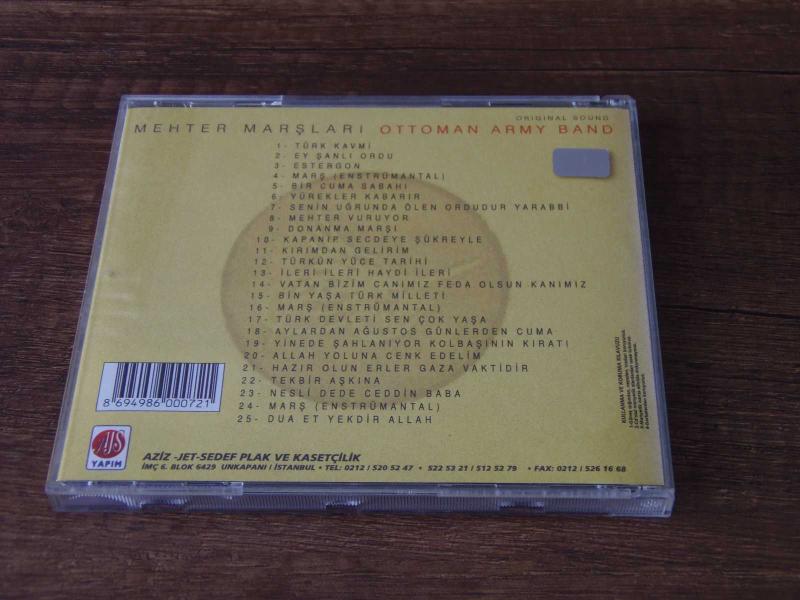 ORIGINAL SOUND
MEHTER MARŞLARI OTTOMAN ARMY BAND
1- TÜRK KAVMİ
2- EY ŞANLI ORDU
3- ESTERGON
4- MARŞ (ENSTRÜMANTAL)
5- BİR CUMA SABAHI
6- YÜREKLER KABARIR
7- SENİN UĞRUNDA ÖLEN ORDUDUR YARABBİ
8- MEHTER VURUYOR
9- DONANMA MARŞI
10- KAPANIP SECDEYE ŞÜKREYLE
11- KIRIMDAN GELİRİM
12- TÜRKÜN YÜCE TARİHİ
13- İLERİ İLERİ HAYDİ İLERİ
14- VATAN BİZİM CANIMIZ FEDA OLSUN KANIMIZ
15- BİN YAŞA TÜRK MİLLETİ
16- MARŞ (ENSTRÜMANTAL)
17- TÜRK DEVLETİ SEN ÇOK YAŞA
18- AYLARDAN AĞUSTOS GÜNLERDEN CUMA
19- YİNEDE ŞAHLANIYOR KOLBAŞININ KIRATI
20- ALLAH YOLUNA CENK EDELİM
21- HAZIR OLUN ERLER GAZA VAKTİDİR
22- TEKBİR AŞKINA
23- NESLİ DEDE CEDDİN BABA
24- MARŞ (ENSTRÜMANTAL)
25- DUA ET YEKDİR ALLAH
8 694986 000721
AJS
YAPIM
AZİZ -JET-SEDEF PLAK VE KASETÇİLİK
İMÇ 6. BLOK 6429 UNKAPANI / İSTANBUL • TEL: 0212 / 520 52 47 • 522 53 21 / 512 52 79 • FAX: 0212 / 526 16 68
KULLANMA VE KORUMA KILAVUZU